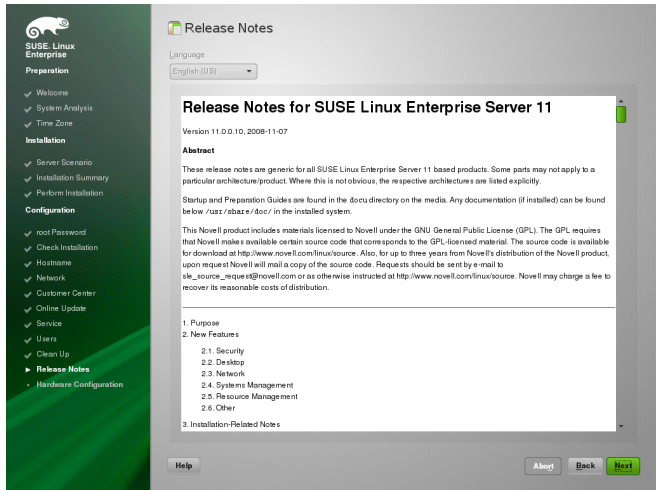 SUSE. Linux
Enterprise
Preparation
Welcome
System Analysis
Time Zone
Installation
Server Scenario
Installation Summary
Perform Installation
Configuration
root Password
Check Installation
Hostname
Network
Customer Center
Online Update
Service
Users
Clean Up
Release Notes
Hardware Configuration
Release Notes
Language
English (US)
Release Notes for SUSE Linux Enterprise Server 11
Version 11.0.0.10, 2008-11-07
Abstract
These release notes are generic for all SUSE Linux Enterprise Server 11 based products. Some parts may not apply to a
particular architecture/product. Where this is not obvious, the respective architectures are listed explicitly.
Startup and Preparation Guides are found in the docu directory on the media. Any documentation (if installed) can be found
below /usr/share/doc/ in the installed system.
This Novell product includes materials licensed to Novell under the GNU General Public License (GPL). The GPL requires
that Novell makes available certain source code that corresponds to the GPL-licensed material. The source code is available
for download at http://www.novell.com/linux/source. Also, for up to three years from Novell's distribution of the Novell product,
upon request Novell will mail a copy of the source code. Requests should be sent by e-mail to
sle_source_request@novell.com or as otherwise instructed at http://www.novell.com/linux/source. Novell may charge a fee to
recover its reasonable costs of distribution.
1. Purpose
2. New Features
2.1. Security
2.2. Desktop
2.3. Network
2.4. Systems Management
2.5. Resource Management
2.6. Other
3. Installation-Related Notes
Help
Abort
Back
Next